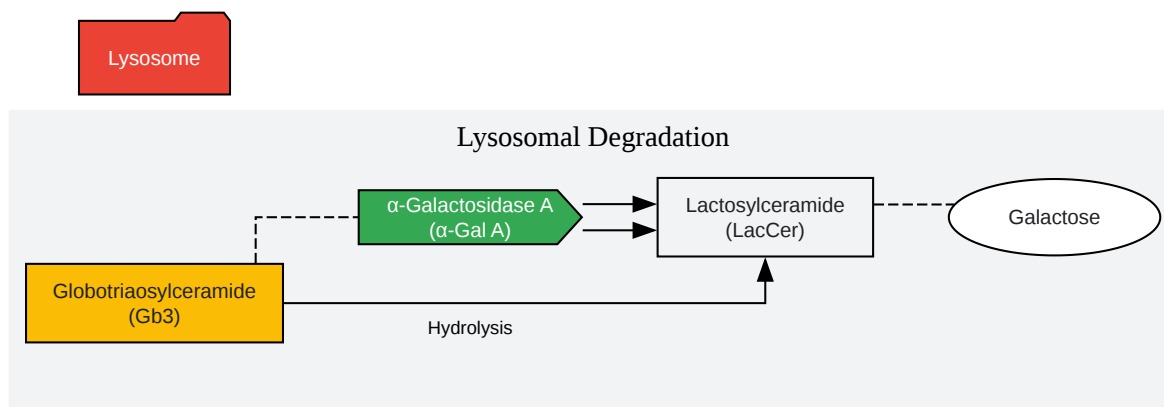 Lysosome
Lysosomal Degradation
α-Galactosidase A
(α-Gal A)
Lactosylceramide
(LacCer)
Galactose
Globotriaosylceramide
(Gb3)
Hydrolysis